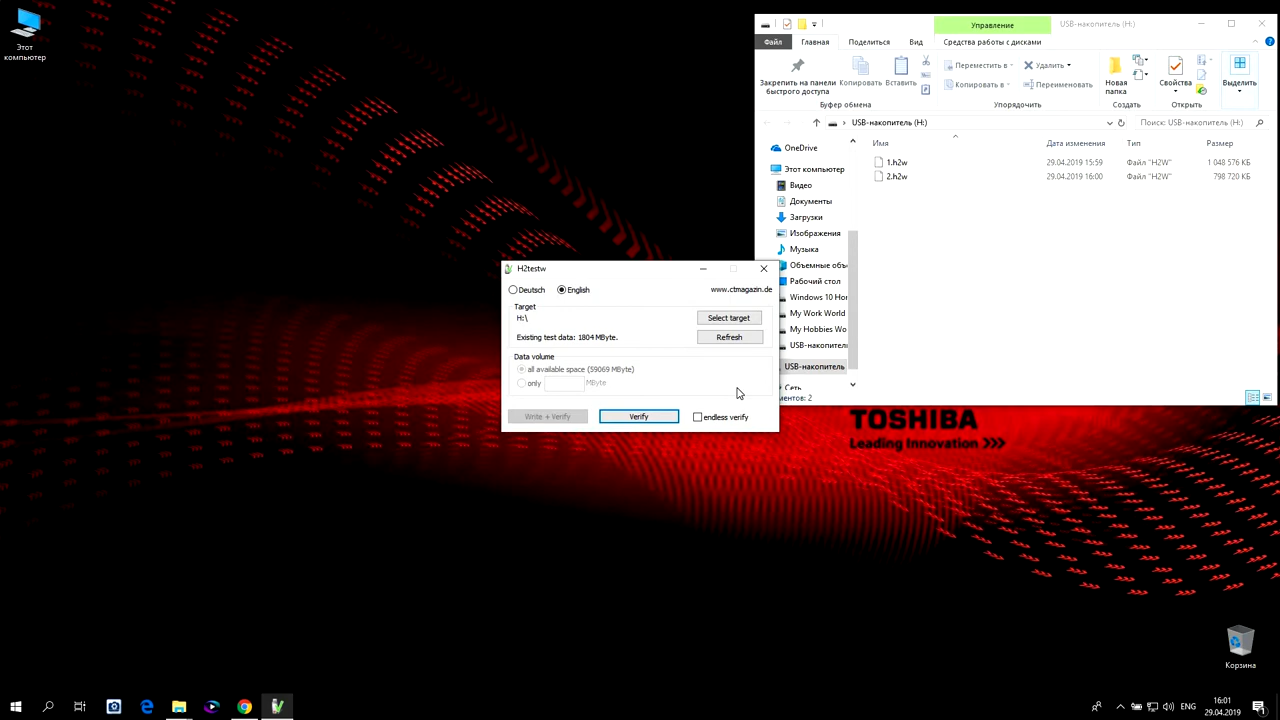 Этот
компьютер
Управление
USB-накопитель (H:)
Файл
Главная
Поделиться
Вид
Средства работы с дисками
Закрепить на панели
быстрого доступа
Копировать
Вставить
Переместить в
Копировать в
Удалить
Переименовать
Новая
папка
Свойства
Выделить
Буфер обмена
Упорядочить
Создать
Открыть
USB-накопитель (H:)
Поиск: USB-накопитель (H:)
Имя
Дата изменения
Тип
Размер
1.h2w
29.04.2019 15:59
Файл "H2W"
1 048 576 КБ
2.h2w
29.04.2019 16:00
Файл "H2W"
798 720 КБ
OneDrive
Этот компьютер
Видео
Документы
Загрузки
Изображения
Музыка
Объемные объ
Рабочий стол
Windows 10 Hor
My Work World
My Hobbies Wo
USB-накопитель
USB-накопитель
Сеть
ментов: 2
H2testw
Deutsch
English
www.ctmagazin.de
Target
H:\
Select target
Existing test data: 1804 MByte.
Refresh
Data volume
all available space (59069 MByte)
only
MByte
Write + Verify
Verify
endless verify
TOSHIBA
Leading Innovation >>>
Корзина
ENG
16:01
29.04.2019
1